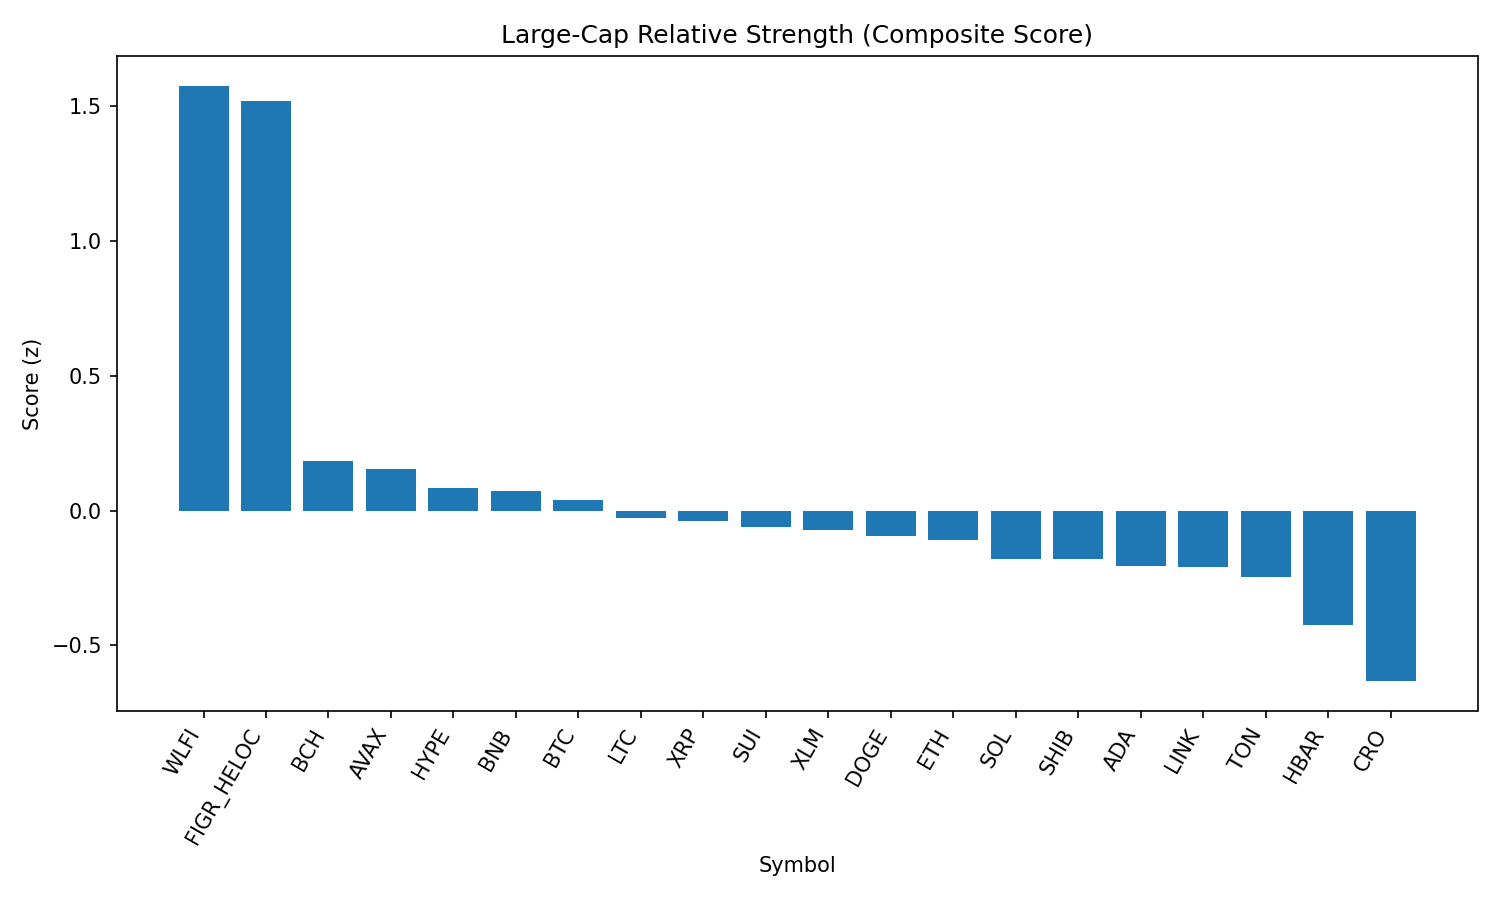 Large-Cap Relative Strength (Composite Score)
1.5
1.0
0.5
0.0
−0.5
Score (z)
WLFI
FIGR_HELOC
BCH
AVAX
HYPE
BNB
BTC
LTC
XRP
SUI
XLM
DOGE
ETH
SOL
SHIB
ADA
LINK
TON
HBAR
CRO
Symbol